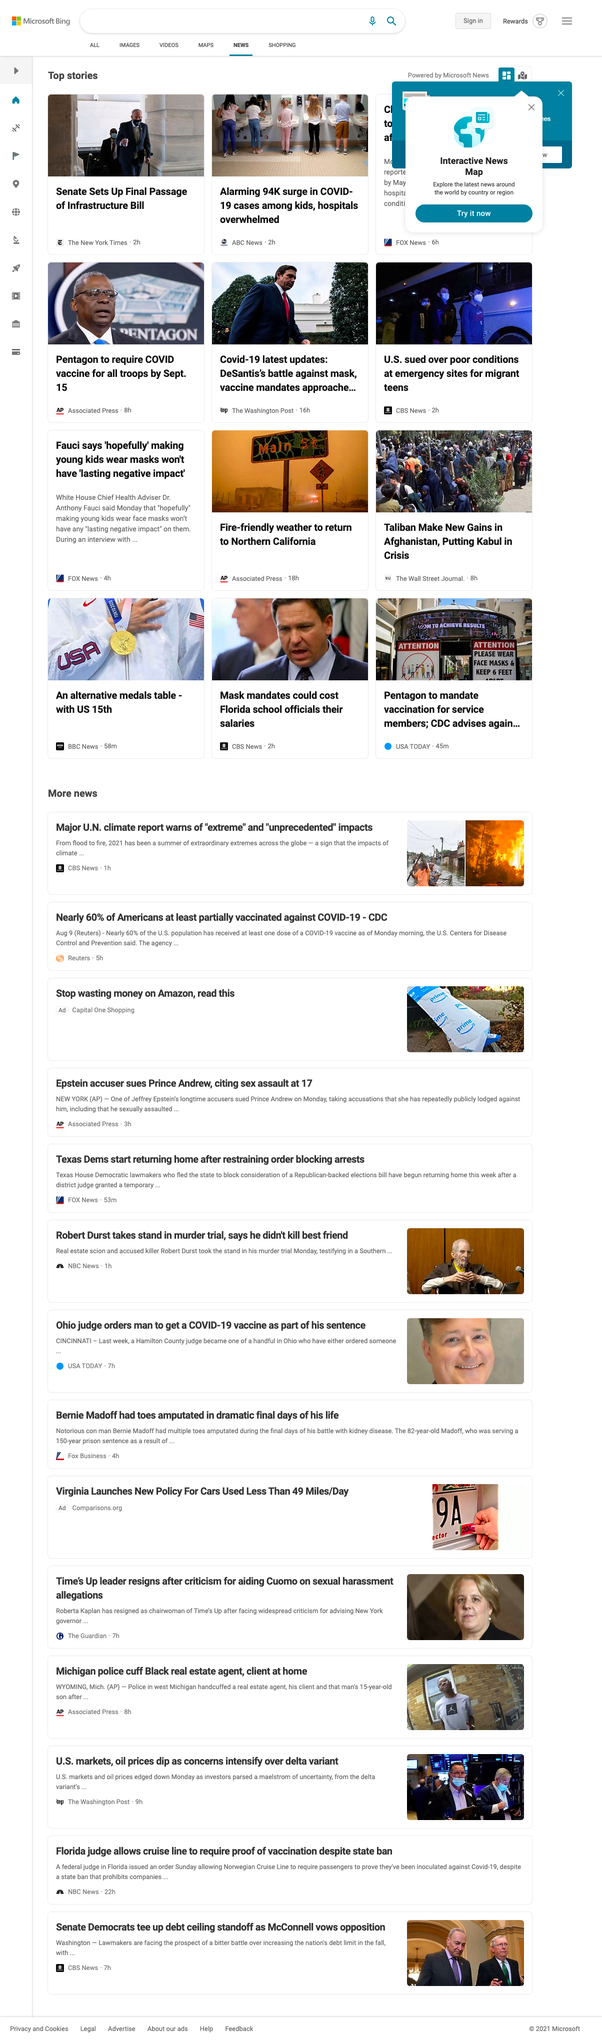 Microsoft Bing
Sign in
Rewards
ALL
IMAGES
VIDEOS
MAPS
NEWS
SHOPPING
Top stories
Powered by Microsoft News
Interactive News
Map
Explore the latest news around
the world by country or region
Try it now
Senate Sets Up Final Passage
of Infrastructure Bill
The New York Times · 2h
Alarming 94K surge in COVID-
19 cases among kids, hospitals
overwhelmed
ABC News · 2h
FOX News · 6h
PENTAGON
Pentagon to require COVID
vaccine for all troops by Sept.
15
AP Associated Press · 8h
Covid-19 latest updates:
DeSantis's battle against mask,
vaccine mandates approache...
wp The Washington Post · 16h
U.S. sued over poor conditions
at emergency sites for migrant
teens
CBS News · 2h
Fauci says 'hopefully' making
young kids wear masks won't
have 'lasting negative impact'
White House Chief Health Adviser Dr.
Anthony Fauci said Monday that "hopefully"
making young kids wear face masks won't
have any "lasting negative impact" on them.
During an interview with ...
FOX News · 4h
Main St
Fire-friendly weather to return
to Northern California
AP Associated Press · 18h
Taliban Make New Gains in
Afghanistan, Putting Kabul in
Crisis
WSJ The Wall Street Journal. · 8h
USA
An alternative medals table -
with US 15th
BBC News · 58m
Mask mandates could cost
Florida school officials their
salaries
CBS News · 2h
TO ACHIEVE RESULTS
ATTENTION
ATTENTION
PLEASE WEAR
FACE MASKS &
KEEP 6 FEET
Pentagon to mandate
vaccination for service
members; CDC advises again...
USA TODAY · 45m
More news
Major U.N. climate report warns of "extreme" and "unprecedented" impacts
From flood to fire, 2021 has been a summer of extraordinary extremes across the globe — a sign that the impacts of
climate ...
CBS News · 1h
Nearly 60% of Americans at least partially vaccinated against COVID-19 - CDC
Aug 9 (Reuters) - Nearly 60% of the U.S. population has received at least one dose of a COVID-19 vaccine as of Monday morning, the U.S. Centers for Disease
Control and Prevention said. The agency ...
Reuters · 5h
Stop wasting money on Amazon, read this
Ad Capital One Shopping
prime
prime
prime
Epstein accuser sues Prince Andrew, citing sex assault at 17
NEW YORK (AP) — One of Jeffrey Epstein's longtime accusers sued Prince Andrew on Monday, taking accusations that she has repeatedly publicly lodged against
him, including that he sexually assaulted ...
AP Associated Press · 3h
Texas Dems start returning home after restraining order blocking arrests
Texas House Democratic lawmakers who fled the state to block consideration of a Republican-backed elections bill have begun returning home this week after a
district judge granted a temporary ...
FOX News · 53m
Robert Durst takes stand in murder trial, says he didn't kill best friend
Real estate scion and accused killer Robert Durst took the stand in his murder trial Monday, testifying in a Southern ...
NBC News · 1h
Ohio judge orders man to get a COVID-19 vaccine as part of his sentence
CINCINNATI – Last week, a Hamilton County judge became one of a handful in Ohio who have either ordered someone
...
USA TODAY · 7h
Bernie Madoff had toes amputated in dramatic final days of his life
Notorious con man Bernie Madoff had multiple toes amputated during the final days of his battle with kidney disease. The 82-year-old Madoff, who was serving a
150-year prison sentence as a result of ...
Fox Business · 4h
Virginia Launches New Policy For Cars Used Less Than 49 Miles/Day
Ad Comparisons.org
9A
ector
Time's Up leader resigns after criticism for aiding Cuomo on sexual harassment
allegations
Roberta Kaplan has resigned as chairwoman of Time's Up after facing widespread criticism for advising New York
governor ...
The Guardian · 7h
Michigan police cuff Black real estate agent, client at home
WYOMING, Mich. (AP) — Police in west Michigan handcuffed a real estate agent, his client and that man's 15-year-old
son after ...
AP Associated Press · 8h
U.S. markets, oil prices dip as concerns intensify over delta variant
U.S. markets and oil prices edged down Monday as investors parsed a maelstrom of uncertainty, from the delta
variant's ...
wp The Washington Post · 9h
Florida judge allows cruise line to require proof of vaccination despite state ban
A federal judge in Florida issued an order Sunday allowing Norwegian Cruise Line to require passengers to prove they've been inoculated against Covid-19, despite
a state ban that prohibits companies ...
NBC News · 22h
Senate Democrats tee up debt ceiling standoff as McConnell vows opposition
Washington — Lawmakers are facing the prospect of a bitter battle over increasing the nation's debt limit in the fall,
with ...
CBS News · 7h
Privacy and Cookies
Legal
Advertise
About our ads
Help
Feedback
© 2021 Microsoft